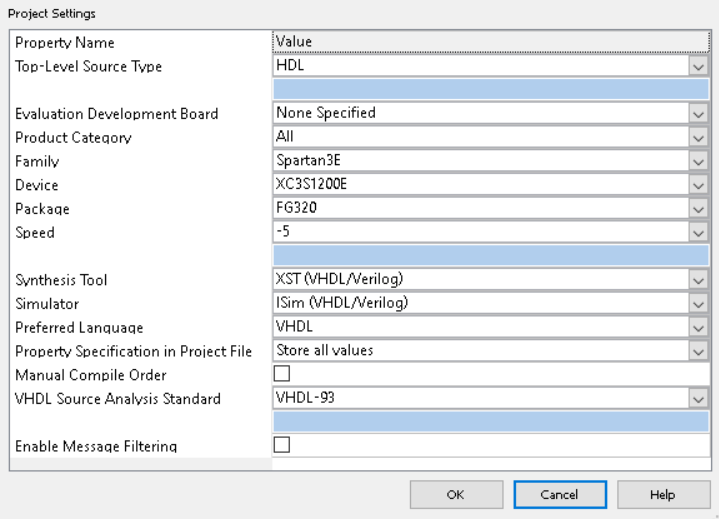 Project Settings
Property Name Value
Top-Level Source Type HDL
Evaluation Development Board None Specified
Product Category All
Family Spartan3E
Device XC3S1200E
Package FG320
Speed -5
Synthesis Tool XST (VHDL/Verilog)
Simulator ISim (VHDL/Verilog)
Preferred Language VHDL
Property Specification in Project File Store all values
Manual Compile Order
VHDL Source Analysis Standard VHDL-93
Enable Message Filtering
OK Cancel Help